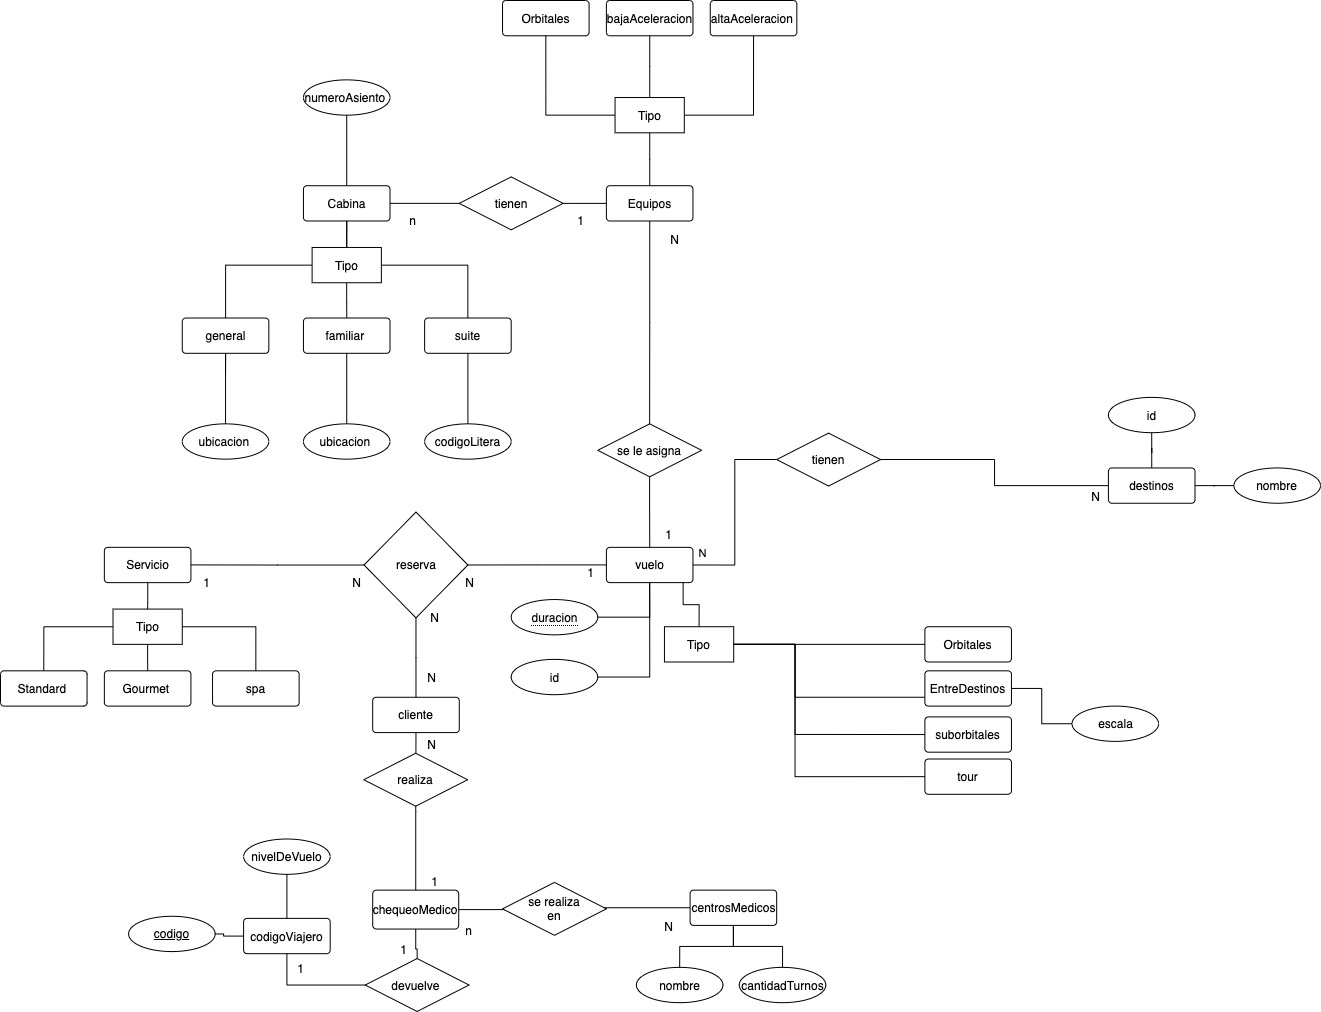 Orbitales
bajaAceleracion
altaAceleracion
numeroAsiento
Tipo
Cabina
tienen
Equipos
n
1
N
Tipo
general
familiar
suite
ubicacion
ubicacion
codigoLitera
id
se le asigna
tienen
destinos
nombre
N
1
N
Servicio
reserva
vuelo
1
N
N
1
N
duracion
Tipo
Tipo
Orbitales
Standard
Gourmet
spa
N
id
EntreDestinos
cliente
escala
suborbitales
N
realiza
tour
nivelDeVuelo
1
chequeoMedico
se realiza
en
centrosMedicos
codigo
codigoViajero
n
N
1
1
devuelve
nombre
cantidadTurnos